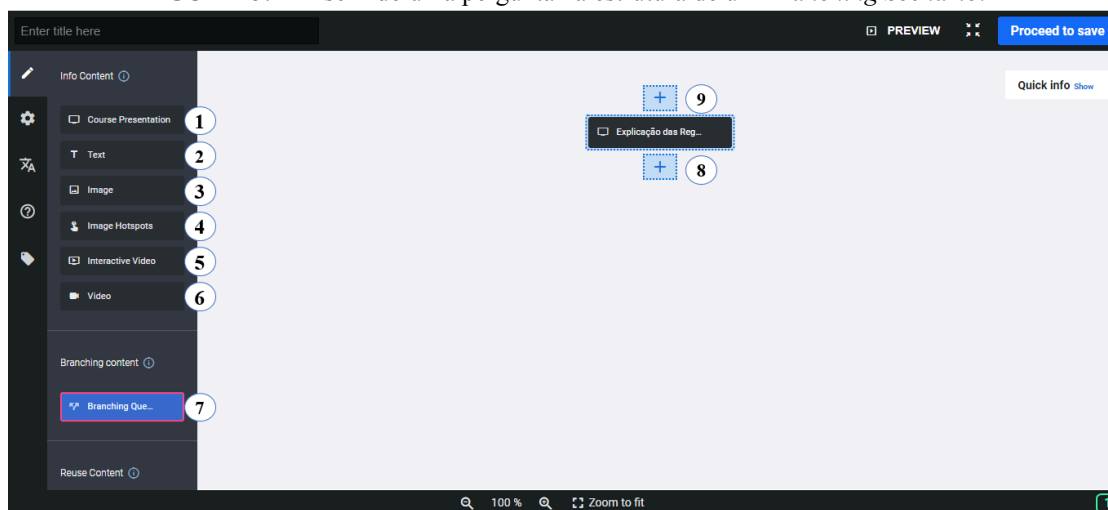 Enter title here
PREVIEW
Proceed to save
Info Content
Quick info Show
9
Course Presentation 1
Explicação das Reg...
Text 2
8
Image 3
Image Hotspots 4
Interactive Video 5
Video 6
Branching content
Branching Que... 7
Reuse Content
100 %
Zoom to fit